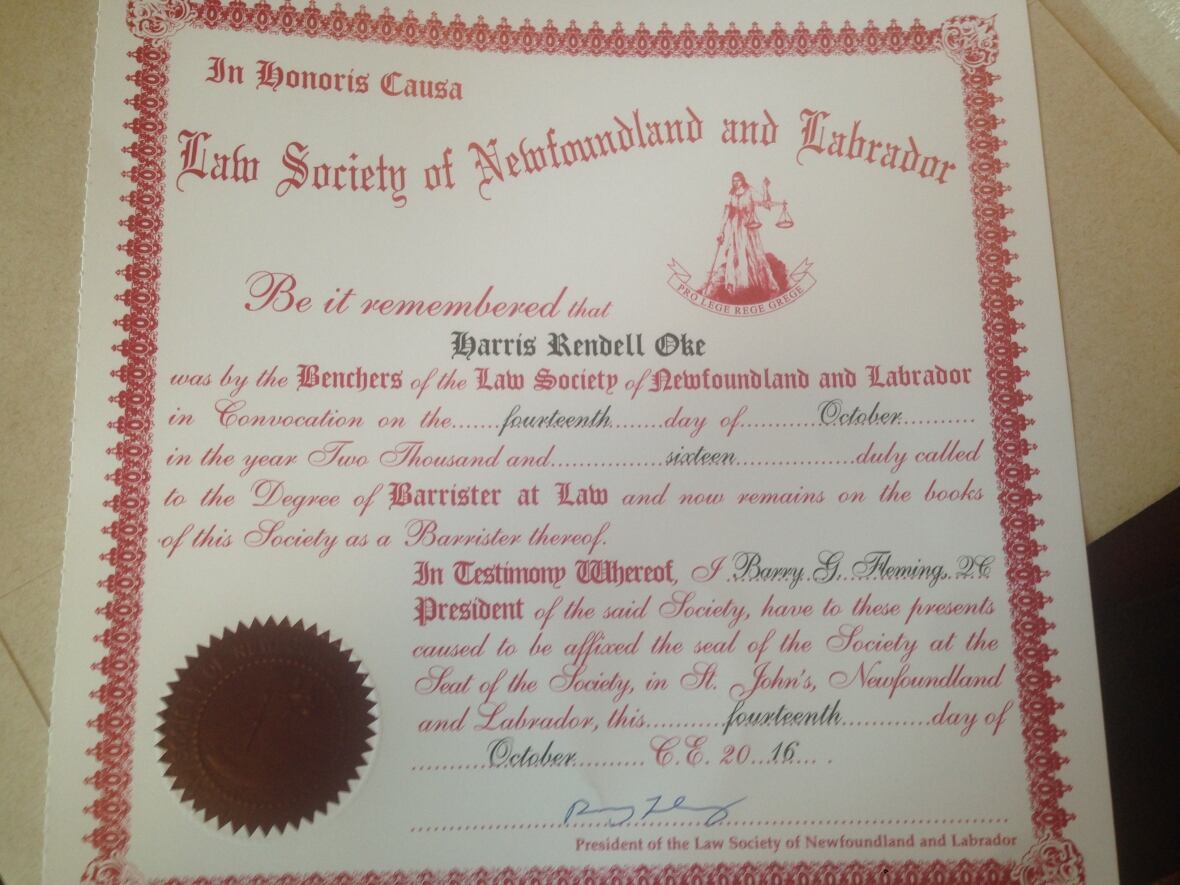 In Honoris Causa
Law Society of Newfoundland and Labrador
PRO LEGE REGE GREGE
Be it remembered that
Harris Rendell Oke
was by the Benchers of the Law Society of Newfoundland and Labrador
in Convocation on the.......fourteenth........day of............October............
in the year Two Thousand and..................sixteen..................duly called
to the Degree of Barrister at Law and now remains on the books
of this Society as a Barrister thereof.
In Testimony Whereof, I Barry G. Fleming, QC
President of the said Society, have to these presents
caused to be affixed the seal of the Society at the
Seat of the Society, in St. John's, Newfoundland
and Labrador, this...........fourteenth.............day of
...........October.......... C.E. 20...16... .
President of the Law Society of Newfoundland and Labrador